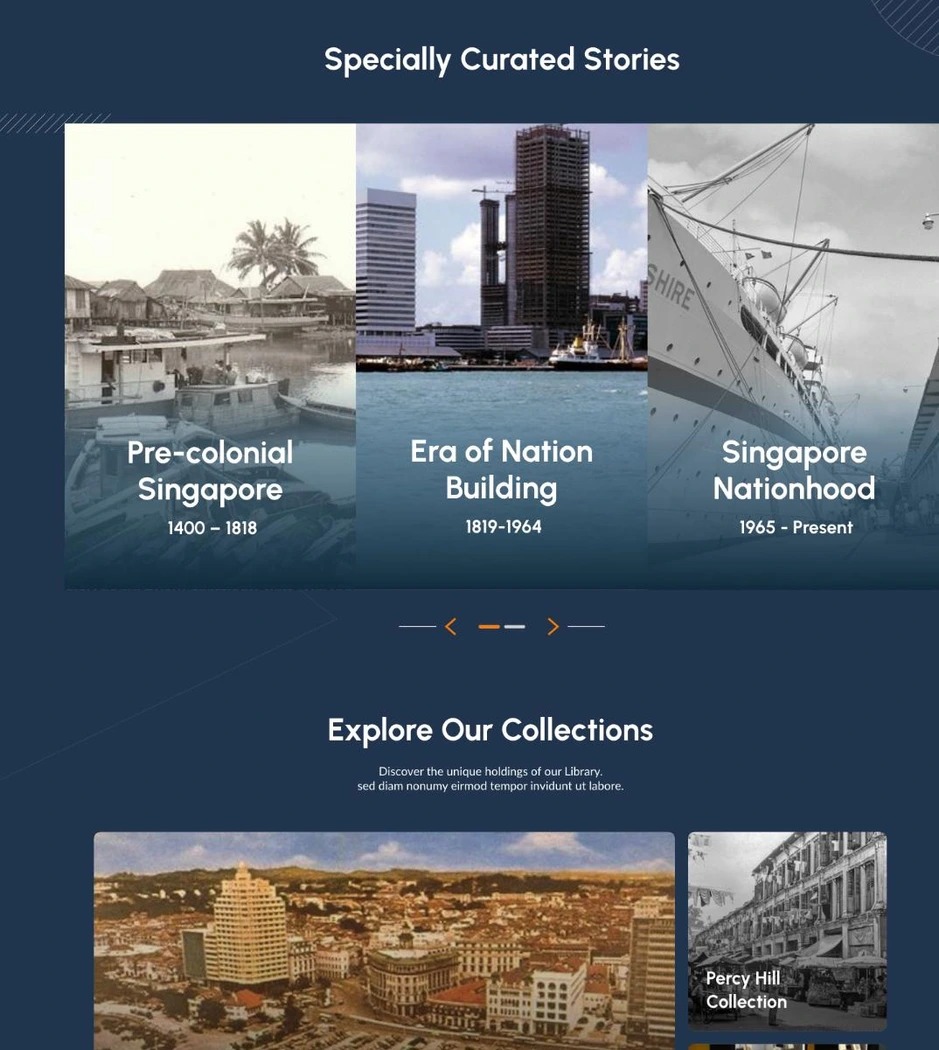 Specially Curated Stories
SHIRE
Pre-colonial
Singapore
1400 – 1818
Era of Nation
Building
1819-1964
Singapore
Nationhood
1965 - Present
Explore Our Collections
Discover the unique holdings of our Library.
sed diam nonumy eirmod tempor invidunt ut labore.
Percy Hill
Collection